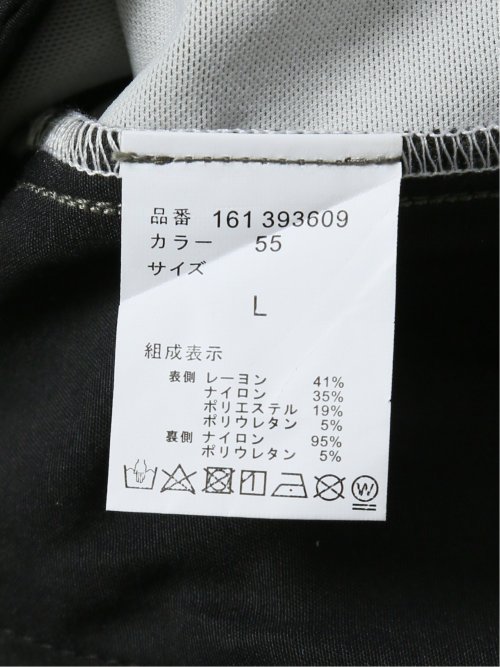 品番 161 393609
カラー 55
サイズ
L
組成表示
表側 レーヨン 41%
ナイロン 35%
ポリエステル 19%
ポリウレタン 5%
裏側 ナイロン 95%
ポリウレタン 5%
W